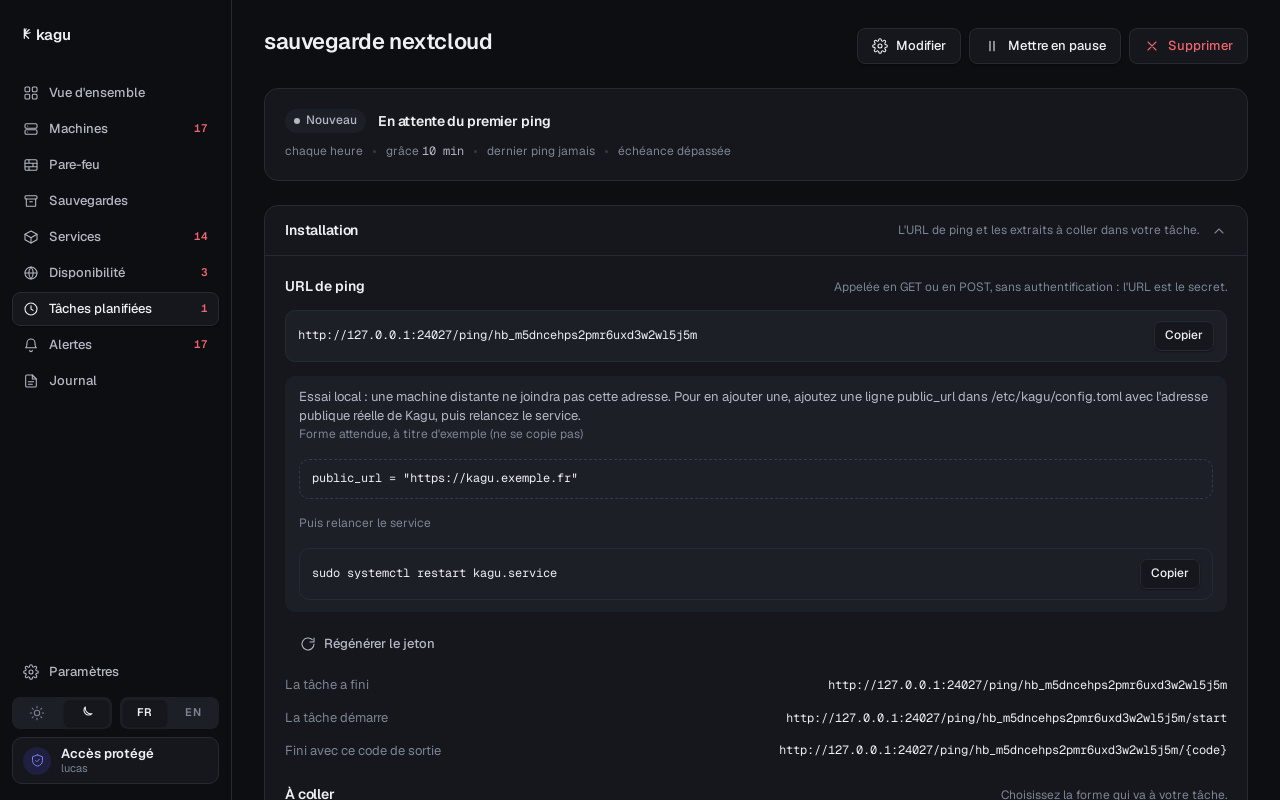 kagu
Vue d'ensemble
Machines 17
Pare-feu
Sauvegardes
Services 14
Disponibilité 3
Tâches planifiées 1
Alertes 17
Journal
Paramètres
FR EN
Accès protégé
lucas
sauvegarde nextcloud
Modifier
Mettre en pause
Supprimer
Nouveau En attente du premier ping
chaque heure • grâce 10 min • dernier ping jamais • échéance dépassée
Installation L'URL de ping et les extraits à coller dans votre tâche.
URL de ping Appelée en GET ou en POST, sans authentification : l'URL est le secret.
http://127.0.0.1:24027/ping/hb_m5dncehps2pmr6uxd3w2wl5j5m Copier
Essai local : une machine distante ne joindra pas cette adresse. Pour en ajouter une, ajoutez une ligne public_url dans /etc/kagu/config.toml avec l'adresse
publique réelle de Kagu, puis relancez le service.
Forme attendue, à titre d'exemple (ne se copie pas)
public_url = "https://kagu.exemple.fr"
Puis relancer le service
sudo systemctl restart kagu.service Copier
Régénérer le jeton
La tâche a fini http://127.0.0.1:24027/ping/hb_m5dncehps2pmr6uxd3w2wl5j5m
La tâche démarre http://127.0.0.1:24027/ping/hb_m5dncehps2pmr6uxd3w2wl5j5m/start
Fini avec ce code de sortie http://127.0.0.1:24027/ping/hb_m5dncehps2pmr6uxd3w2wl5j5m/{code}
À coller Choisissez la forme qui va à votre tâche.